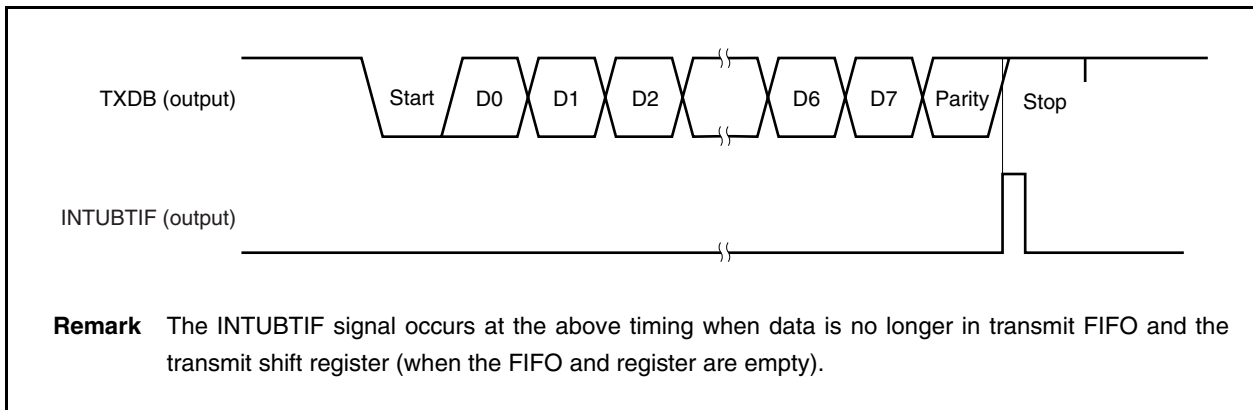 TXDB (output)
Start D0 D1 D2 D6 D7 Parity Stop
INTUBTIF (output)
Remark The INTUBTIF signal occurs at the above timing when data is no longer in transmit FIFO and the
transmit shift register (when the FIFO and register are empty).